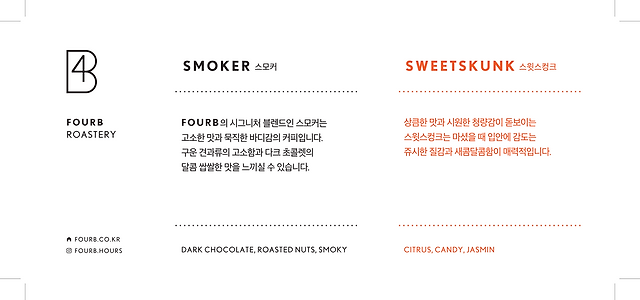 4B
FOURB
ROASTERY
FOURB.CO.KR
FOURB.HOURS
SMOKER 스모커
FOURB의 시그니처 블렌드인 스모커는
고소한 맛과 묵직한 바디감의 커피입니다.
구운 견과류의 고소함과 다크 초콜렛의
달콤 쌉쌀한 맛을 느끼실 수 있습니다.
DARK CHOCOLATE, ROASTED NUTS, SMOKY
SWEETSKUNK 스윗스컹크
상큼한 맛과 시원한 청량감이 돋보이는
스윗스컹크는 마셨을 때 입안에 감도는
쥬시한 질감과 새콤달콤함이 매력적입니다.
CITRUS, CANDY, JASMIN